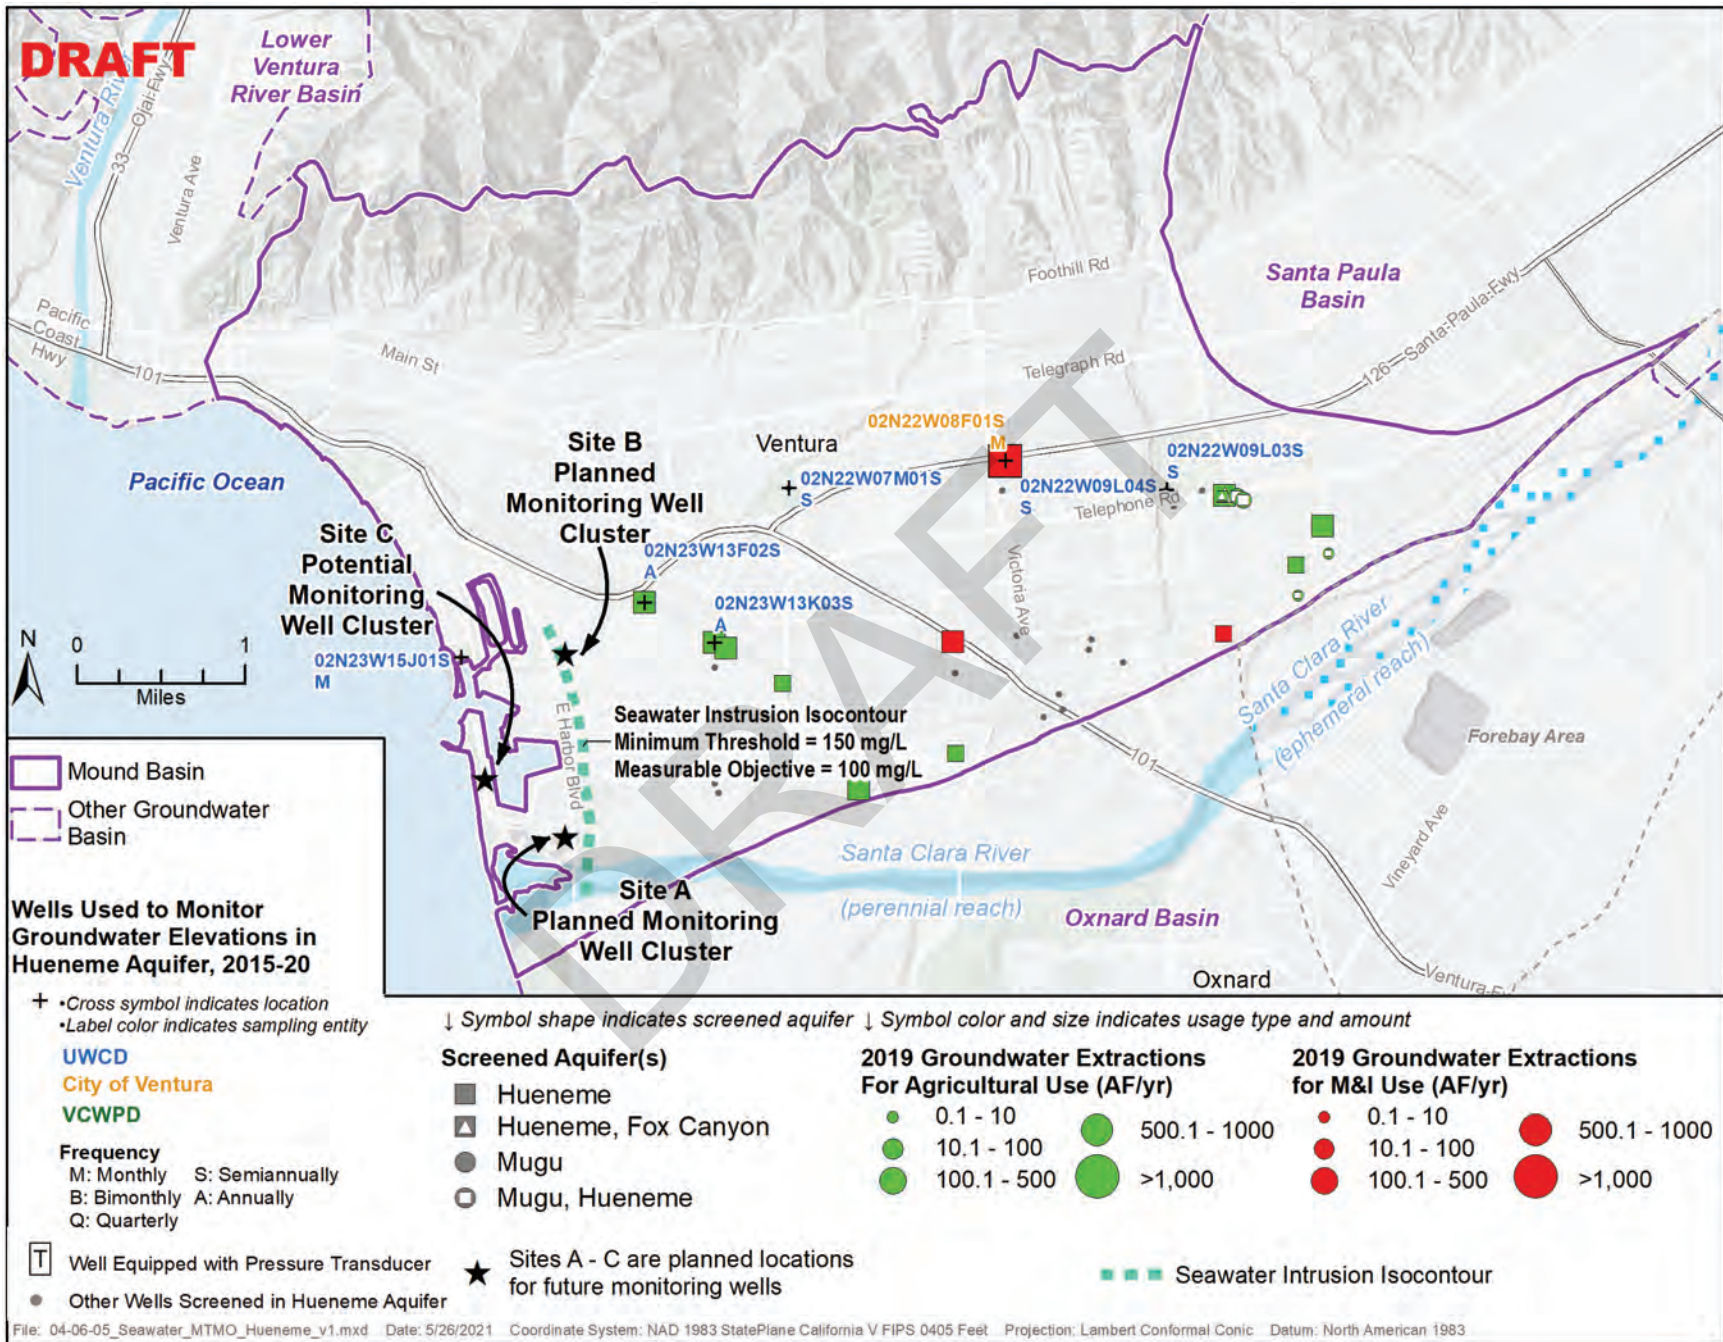 DRAFT
Lower
Ventura
River Basin
Ventura River
Ojai Fwy
33
Ventura Ave
Pacific
Coast
Hwy
101
Main St
Foothill Rd
Santa Paula
Basin
Telegraph Rd
126
Santa-Paula-Fwy
Pacific Ocean
Site B
Planned
Monitoring Well
Cluster
Ventura
02N22W08F01S
M
02N22W07M01S
S
02N22W09L03S
S
02N22W09L04S
S
Telephone Rd
Site C
Potential
Monitoring
Well Cluster
02N23W13F02S
A
02N23W13K03S
A
Victoria Ave
02N23W15J01S
M
N
0 1
Miles
E Harbor Blvd
Seawater Instrusion Isocontour
Minimum Threshold = 150 mg/L
Measurable Objective = 100 mg/L
Santa Clara River
(ephemeral reach)
Forebay Area
101
Vineyard Ave
Santa Clara River
(perennial reach)
Site A
Planned Monitoring
Well Cluster
Oxnard Basin
Oxnard
DRAFT
Mound Basin
Other Groundwater
Basin
Wells Used to Monitor
Groundwater Elevations in
Hueneme Aquifer, 2015-20
•Cross symbol indicates location
•Label color indicates sampling entity
UWCD
City of Ventura
VCWPD
Frequency
M: Monthly S: Semiannually
B: Bimonthly A: Annually
Q: Quarterly
T Well Equipped with Pressure Transducer
Other Wells Screened in Hueneme Aquifer
↓ Symbol shape indicates screened aquifer
Screened Aquifer(s)
Hueneme
Hueneme, Fox Canyon
Mugu
Mugu, Hueneme
Sites A - C are planned locations
for future monitoring wells
↓ Symbol color and size indicates usage type and amount
2019 Groundwater Extractions
For Agricultural Use (AF/yr)
0.1 - 10
10.1 - 100
100.1 - 500
500.1 - 1000
>1,000
2019 Groundwater Extractions
for M&I Use (AF/yr)
0.1 - 10
10.1 - 100
100.1 - 500
500.1 - 1000
>1,000
Seawater Intrusion Isocontour
File: 04-06-05_Seawater_MTMO_Hueneme_v1.mxd Date: 5/26/2021 Coordinate System: NAD 1983 StatePlane California V FIPS 0405 Feet Projection: Lambert Conformal Conic Datum: North American 1983